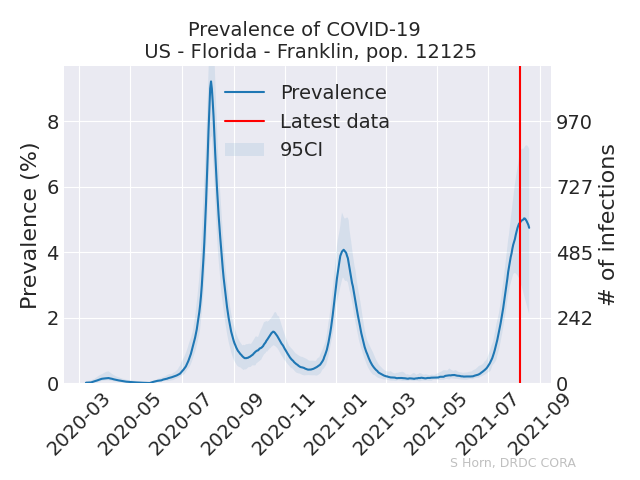 Prevalence of COVID-19
US - Florida - Franklin, pop. 12125
Prevalence
Latest data
95CI
Prevalence (%)
8
6
4
2
0
# of infections
970
727
485
242
0
2020-03
2020-05
2020-07
2020-09
2020-11
2021-01
2021-03
2021-05
2021-07
2021-09
S Horn, DRDC CORA